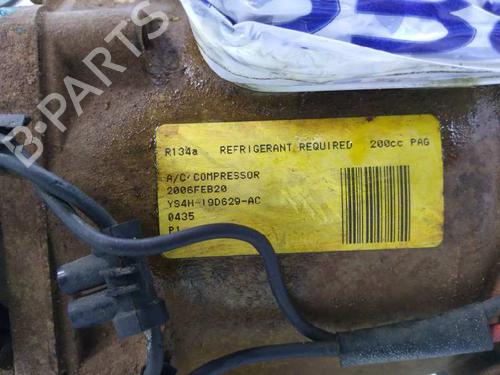 B-PARTS
R134a REFRIGERANT REQUIRED 200cc PAG
A/C COMPRESSOR
2006FEB20
YS4H-19D629-AC
0435
P1